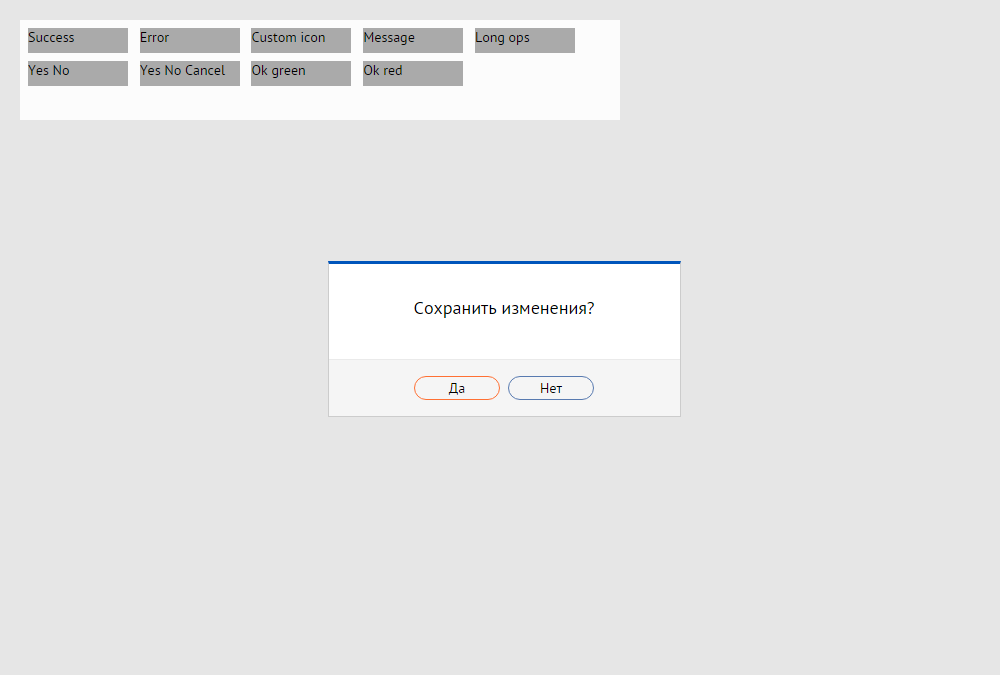 Success Error Custom icon Message Long ops
Yes No Yes No Cancel Ok green Ok red
Сохранить изменения?
Да Нет